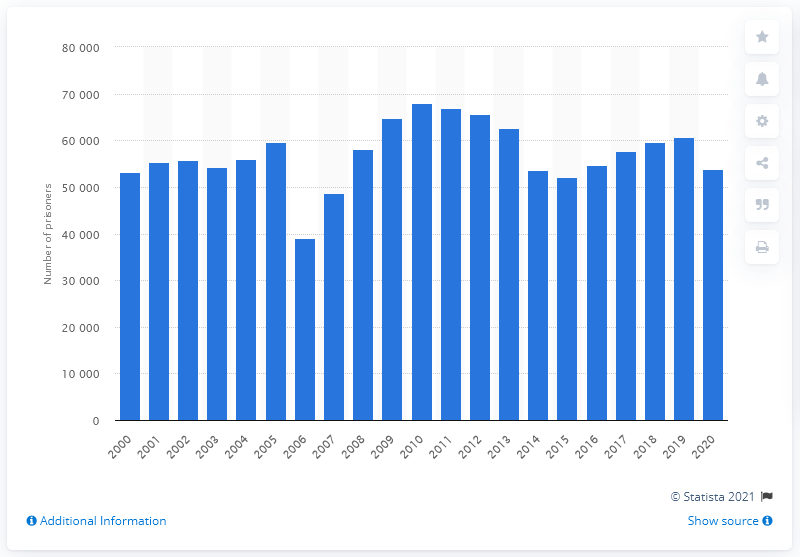 80 000
70 000
60 000
50 000
40 000
30 000
20 000
10 000
0
Number of prisoners
2000 2001 2002 2003 2004 2005 2006 2007 2008 2009 2010 2011 2012 2013 2014 2015 2016 2017 2018 2019 2020
© Statista 2021
Additional Information
Show source